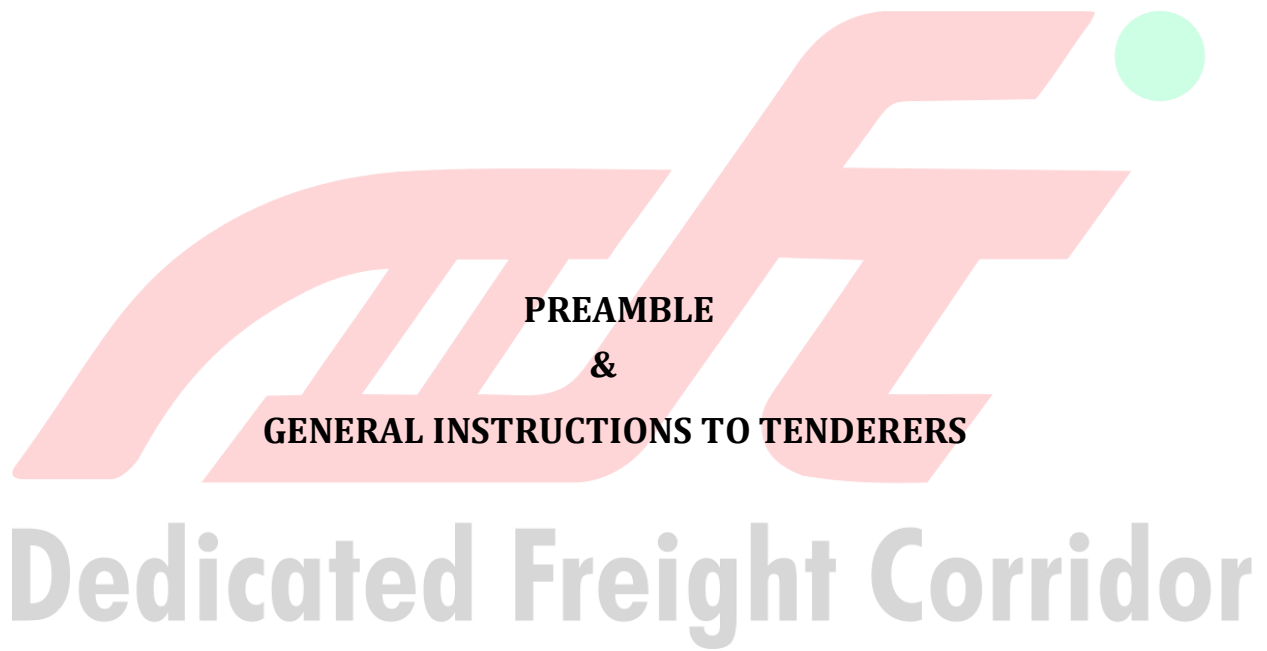 PREAMBLE
&
GENERAL INSTRUCTIONS TO TENDERERS
Dedicated Freight Corridor